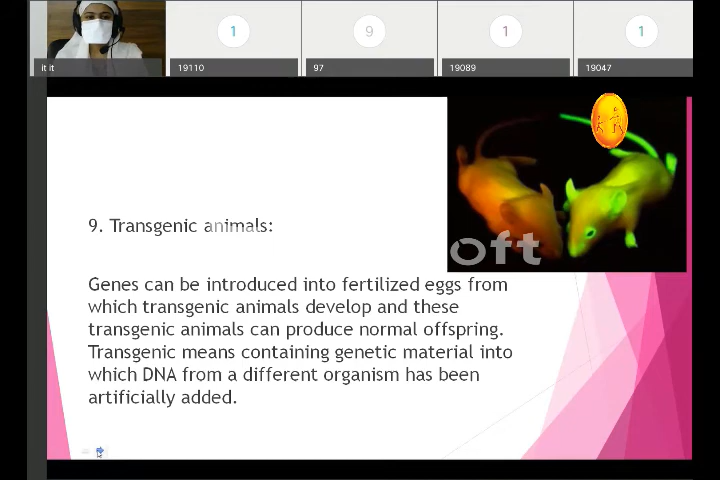 1
9
1
1
it it
19110
97
19089
19047
9. Transgenic animals:
oft
Genes can be introduced into fertilized eggs from
which transgenic animals develop and these
transgenic animals can produce normal offspring.
Transgenic means containing genetic material into
which DNA from a different organism has been
artificially added.